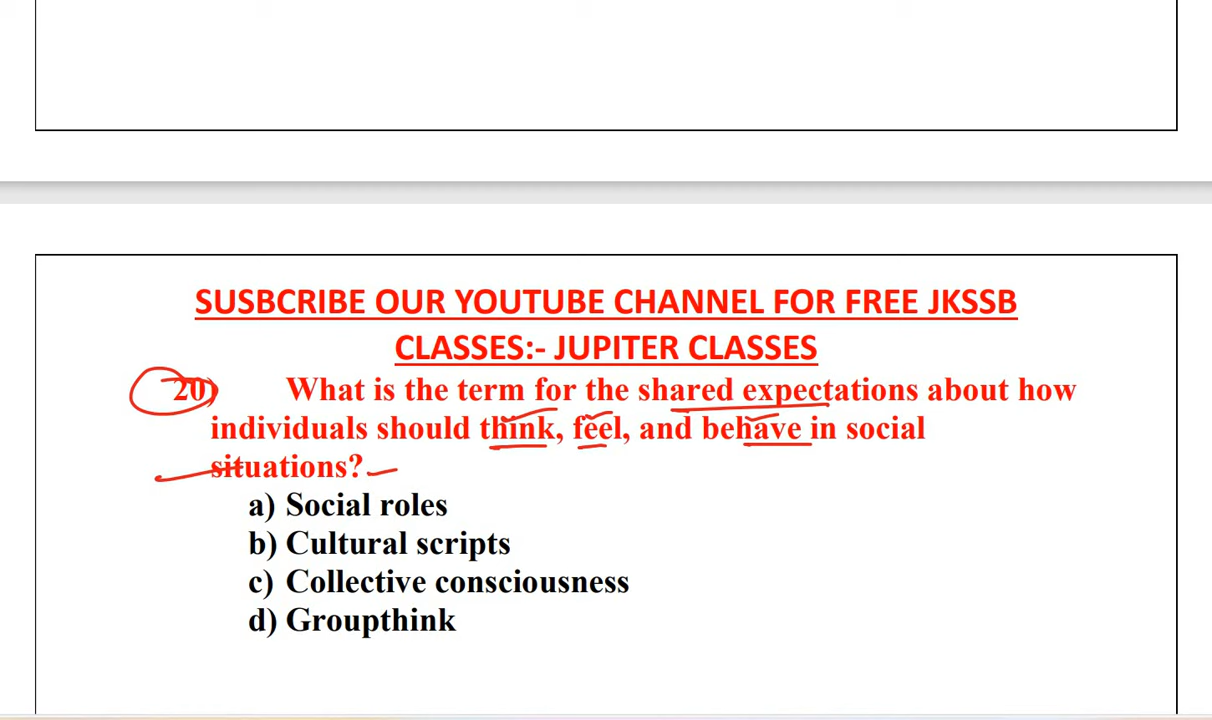 SUSBCRIBE OUR YOUTUBE CHANNEL FOR FREE JKSSB
CLASSES:- JUPITER CLASSES
20) What is the term for the shared expectations about how
individuals should think, feel, and behave in social
situations?
a) Social roles
b) Cultural scripts
c) Collective consciousness
d) Groupthink